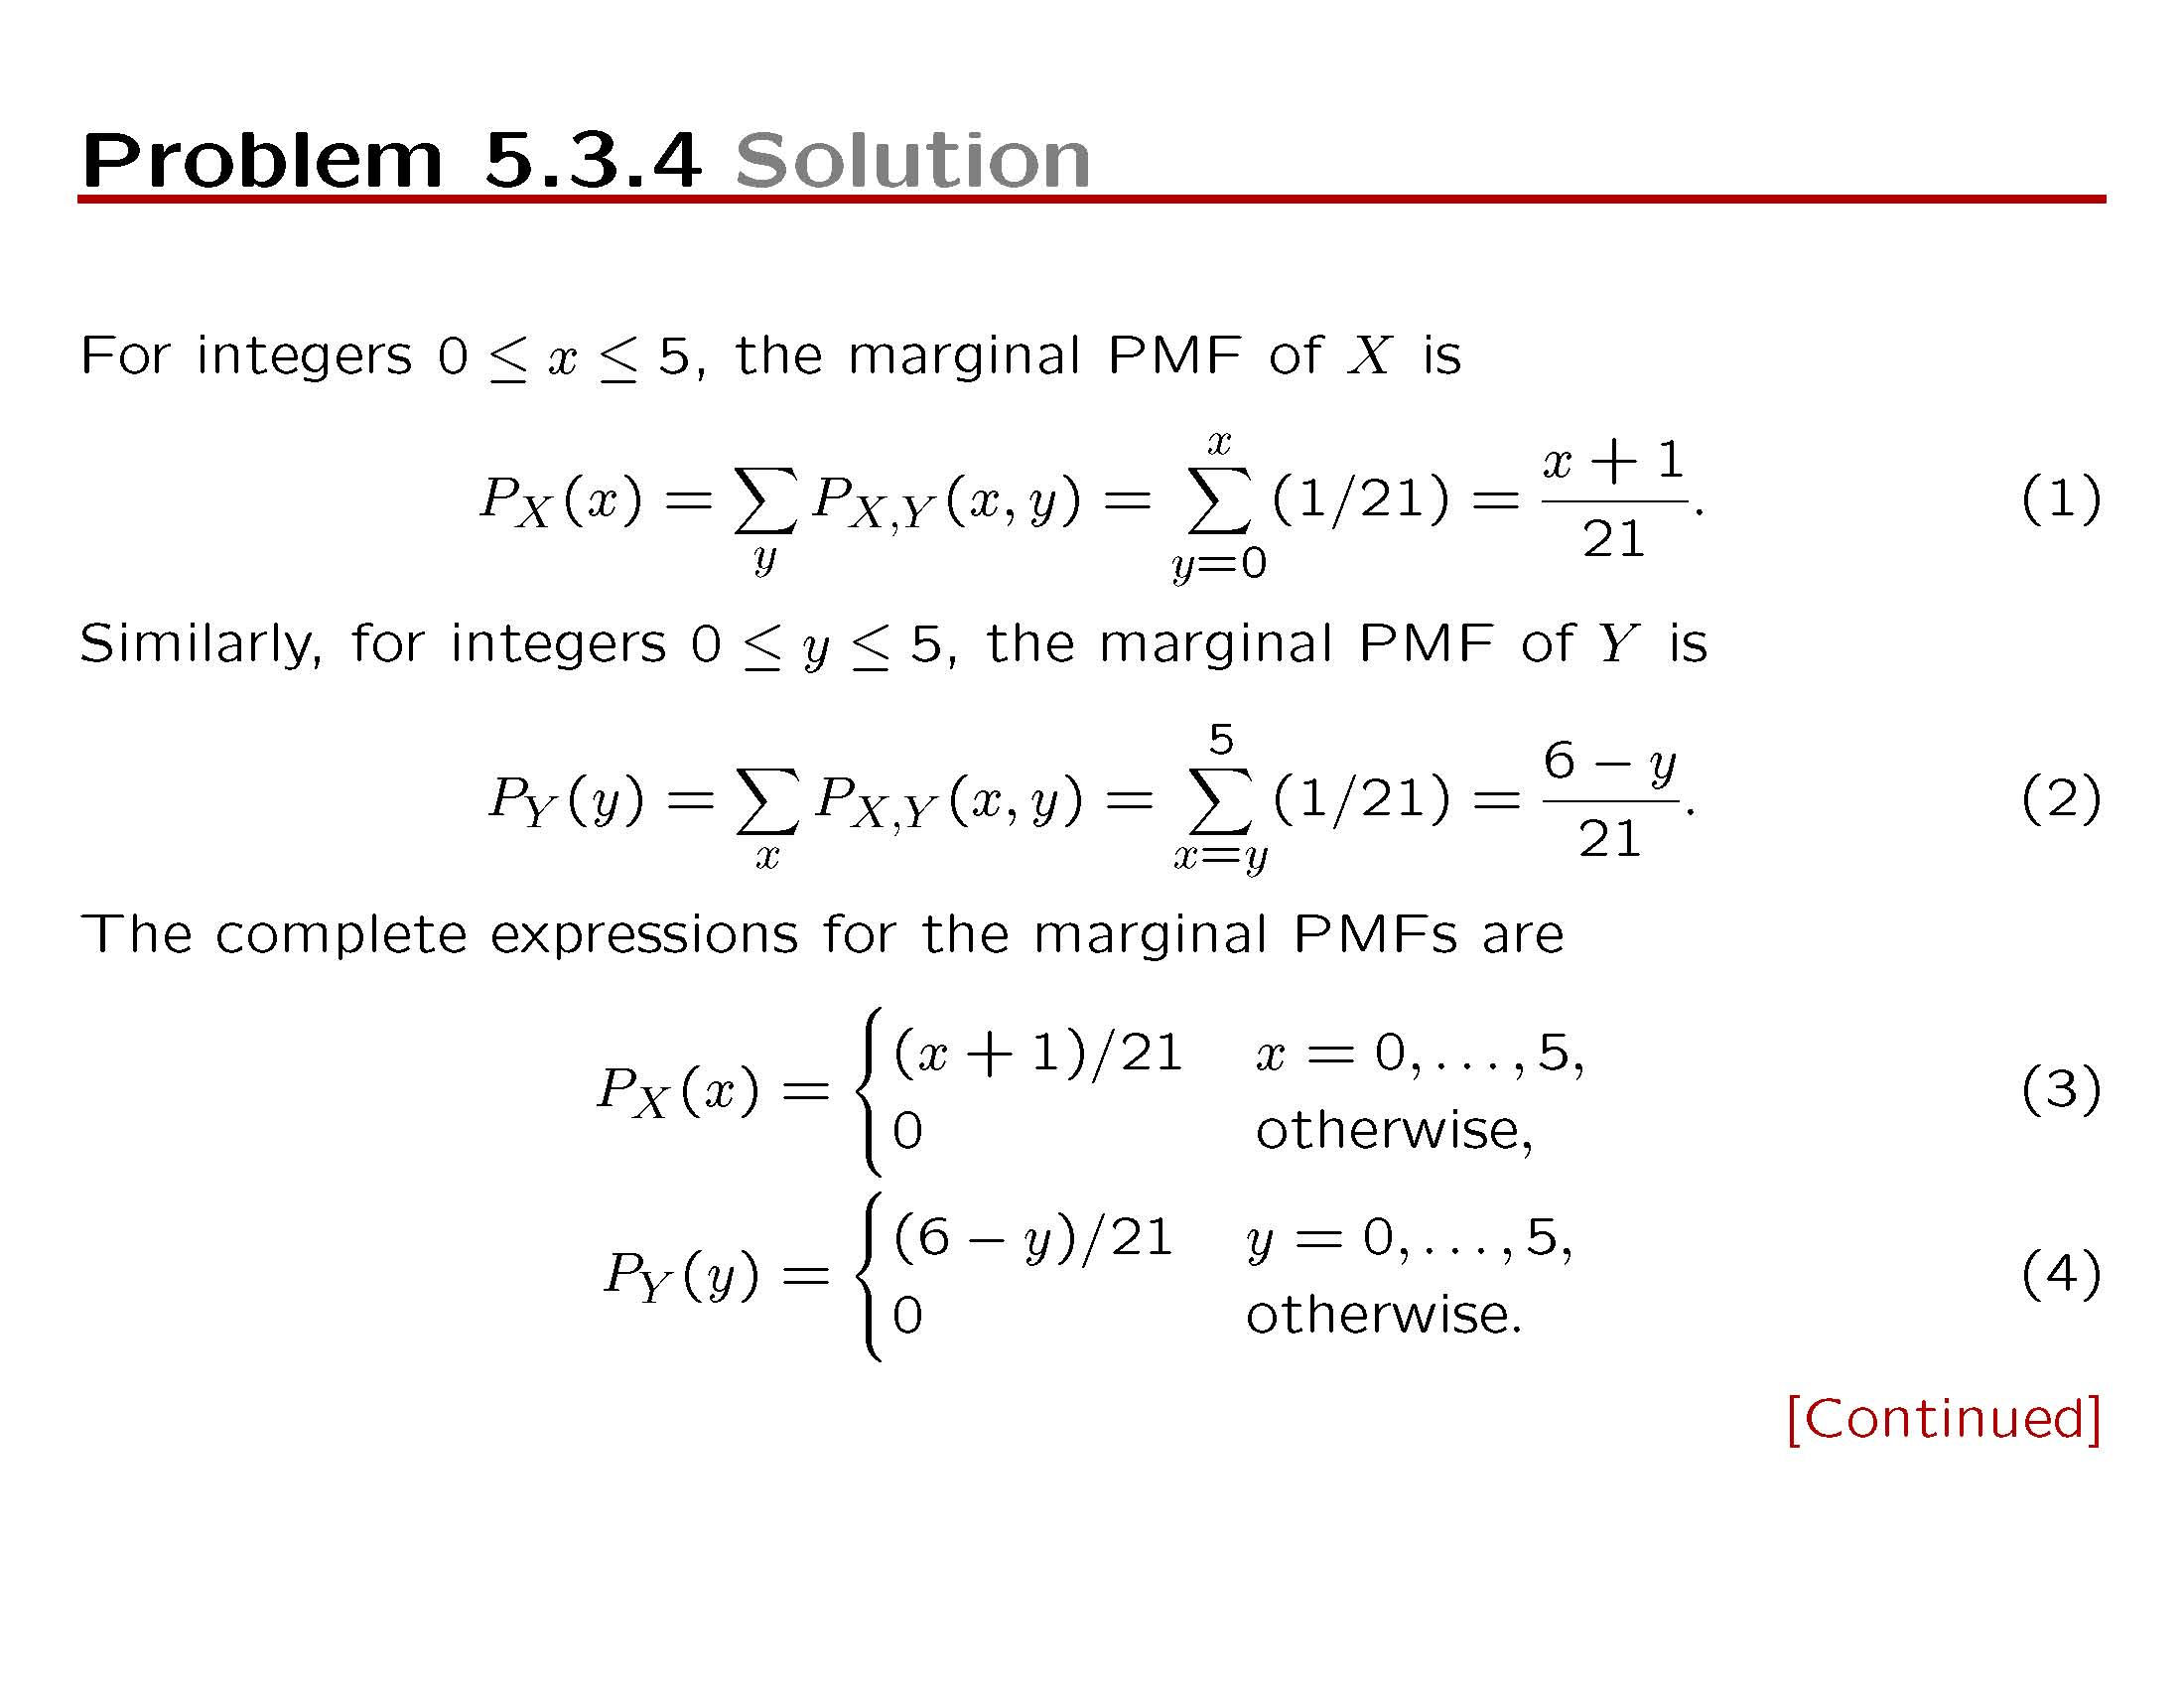 Problem 5.3.4 Solution
For integers 0 ≤ x ≤ 5, the marginal PMF of X is
P_X(x) = ∑_y P_{X,Y}(x, y) = ∑_{y=0}^{x} (1/21) = \frac{x + 1}{21}. (1)
Similarly, for integers 0 ≤ y ≤ 5, the marginal PMF of Y is
P_Y(y) = ∑_x P_{X,Y}(x, y) = ∑_{x=y}^{5} (1/21) = \frac{6 − y}{21}. (2)
The complete expressions for the marginal PMFs are
P_X(x) = { (x + 1)/21 x = 0, . . . , 5, (3)
0 otherwise,
P_Y(y) = { (6 − y)/21 y = 0, . . . , 5, (4)
0 otherwise.
[Continued]